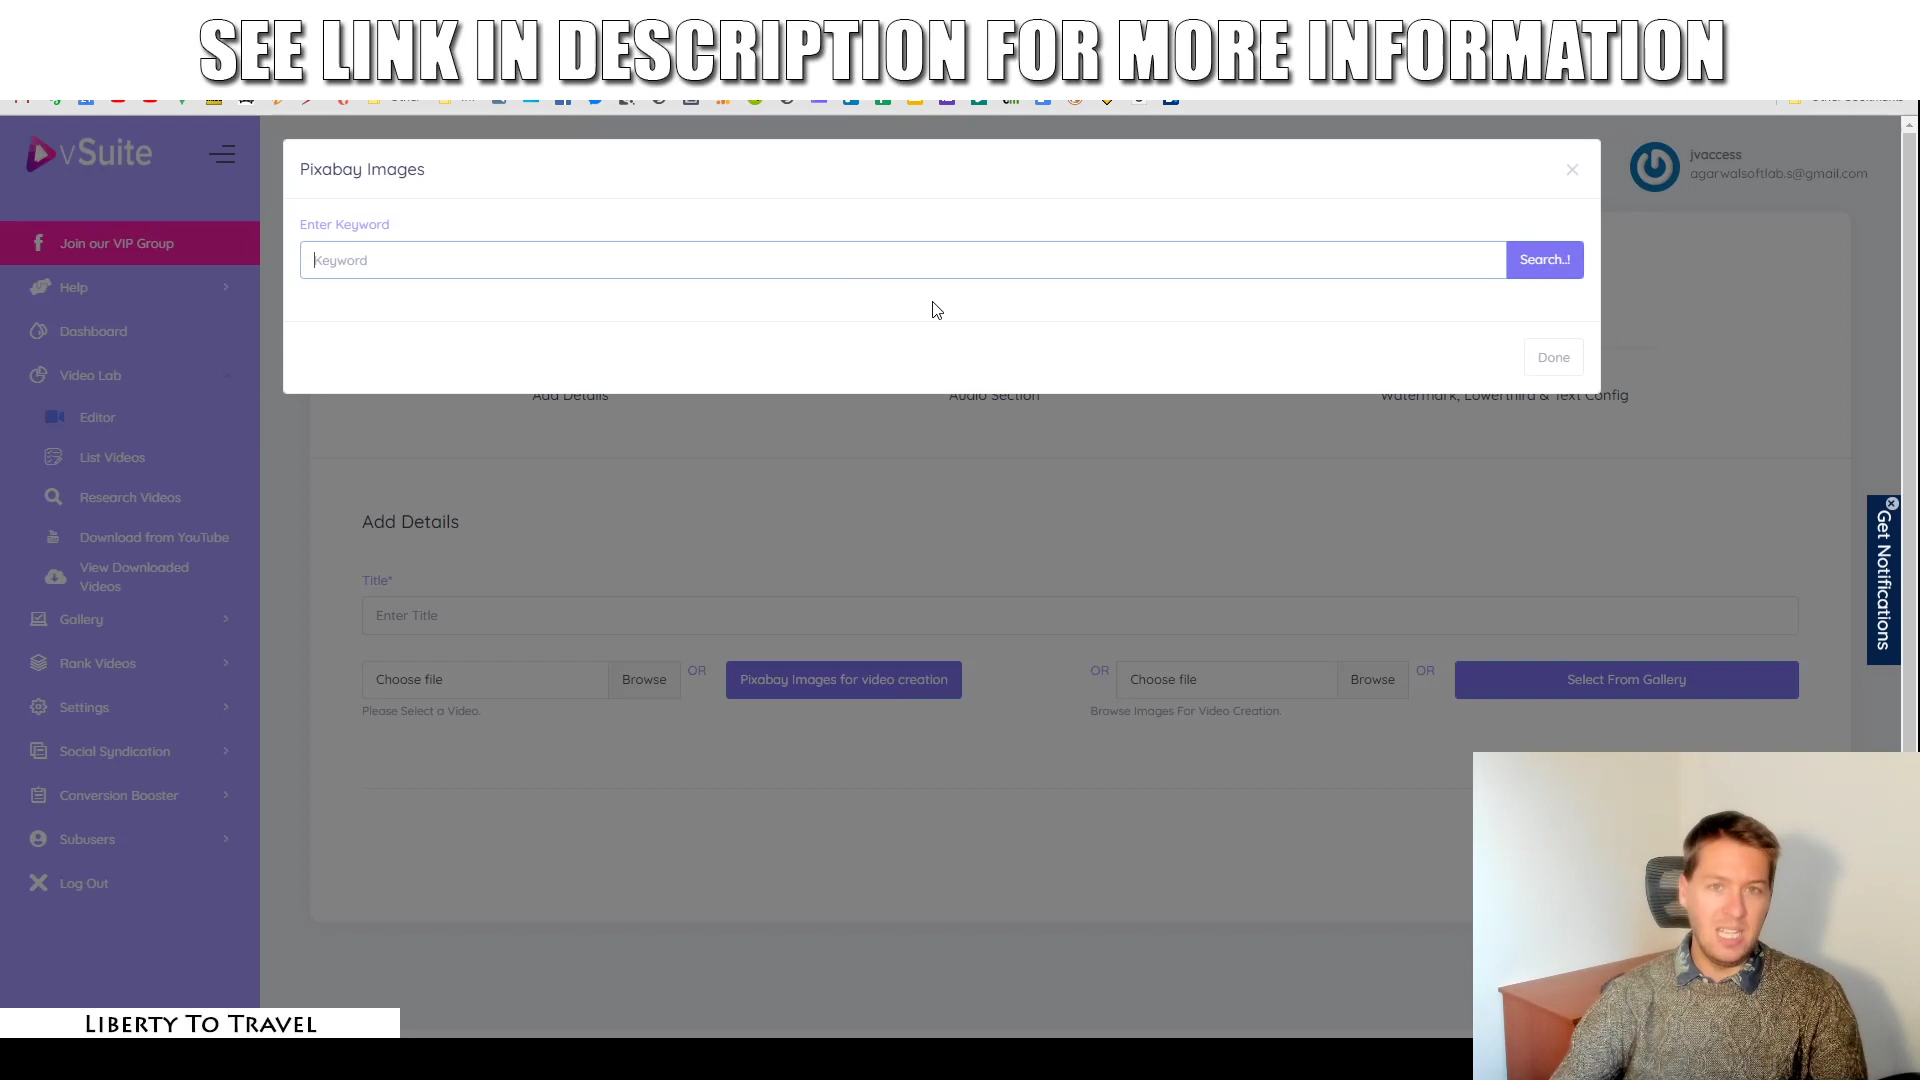 SEE LINK IN DESCRIPTION FOR MORE INFORMATION
vSuite
Pixabay Images
jvaccess
agarwalsoftlab.s@gmail.com
Enter Keyword
Keyword
Search..!
Done
Join our VIP Group
Help
Dashboard
Video Lab
Editor
List Videos
Research Videos
Download from YouTube
View Downloaded
Videos
Gallery
Rank Videos
Settings
Social Syndication
Conversion Booster
Subusers
Log Out
Add Details
Audio Section
Watermark, Lowerthird & Text Config
Add Details
Title*
Enter Title
Choose file
Browse
OR
Pixabay Images for video creation
OR
Choose file
Browse
OR
Select From Gallery
Please Select a Video.
Browse Images For Video Creation.
Get Notifications
LIBERTY TO TRAVEL